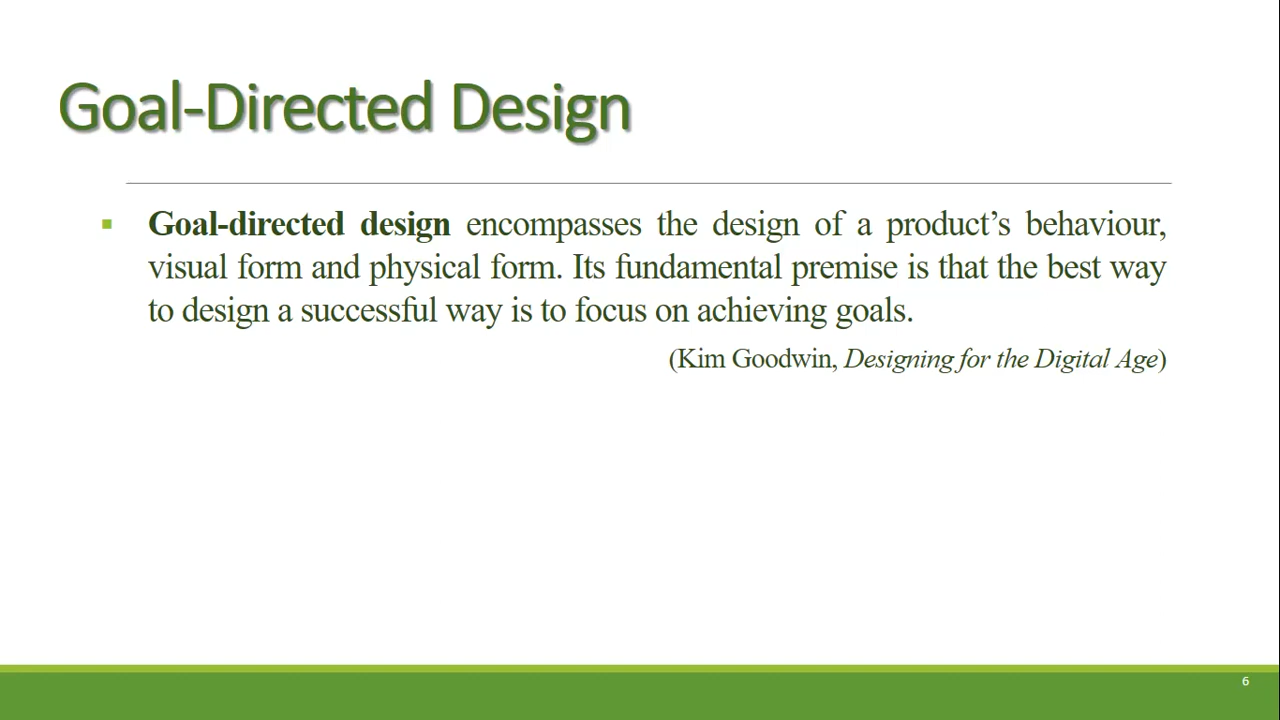 Goal-Directed Design
▪ Goal-directed design encompasses the design of a product’s behaviour,
visual form and physical form. Its fundamental premise is that the best way
to design a successful way is to focus on achieving goals.
(Kim Goodwin, Designing for the Digital Age)
6